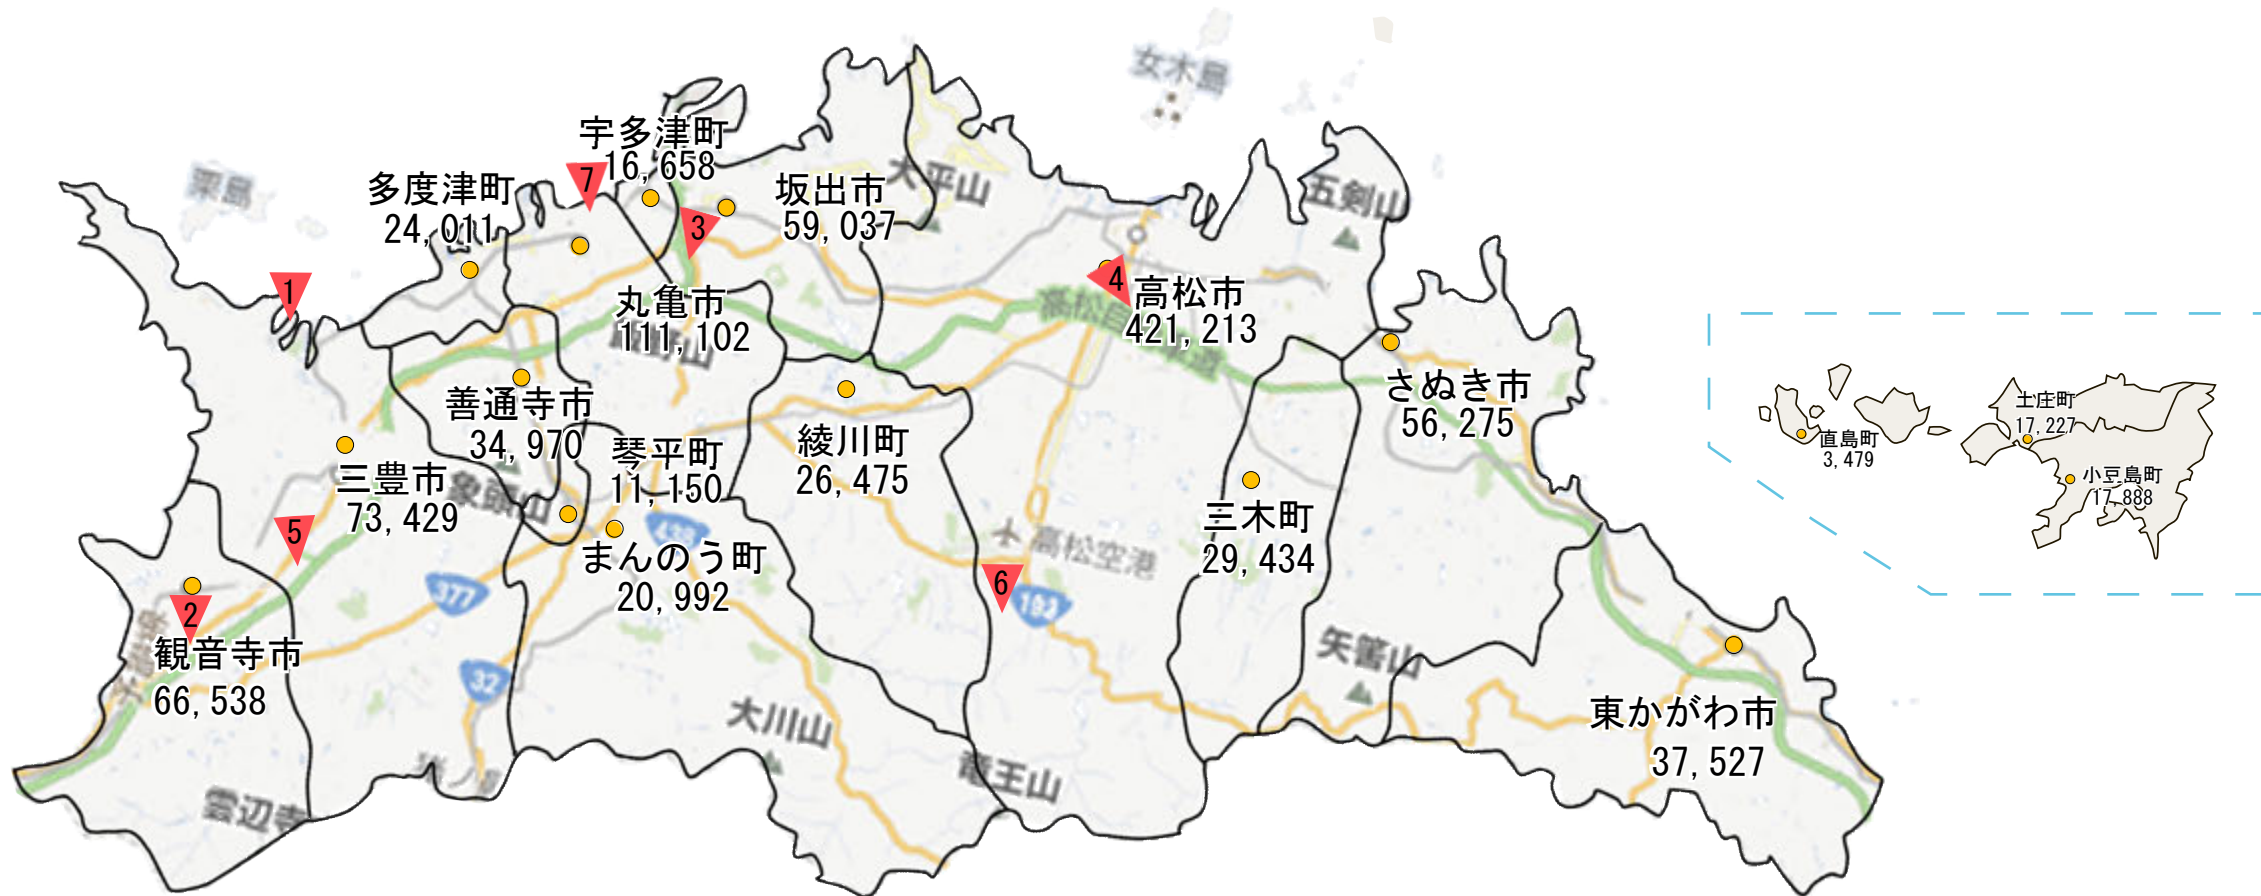 女木島
宇多津町
16,658
7
多度津町
24,011
粟島
坂出市
59,037
大平山
五剣山
3
1
丸亀市
111,102
飯野山
4
高松市
421,213
善通寺市
34,970
さぬき市
56,275
琴平町
11,150
綾川町
26,475
三豊市
73,429
象頭山
5
三木町
29,434
高松空港
まんのう町
20,992
377
6
193
2
観音寺市
66,538
32
大川山
矢筈山
竜王山
東かがわ市
37,527
雲辺寺
直島町
3,479
土庄町
17,227
小豆島町
17,888